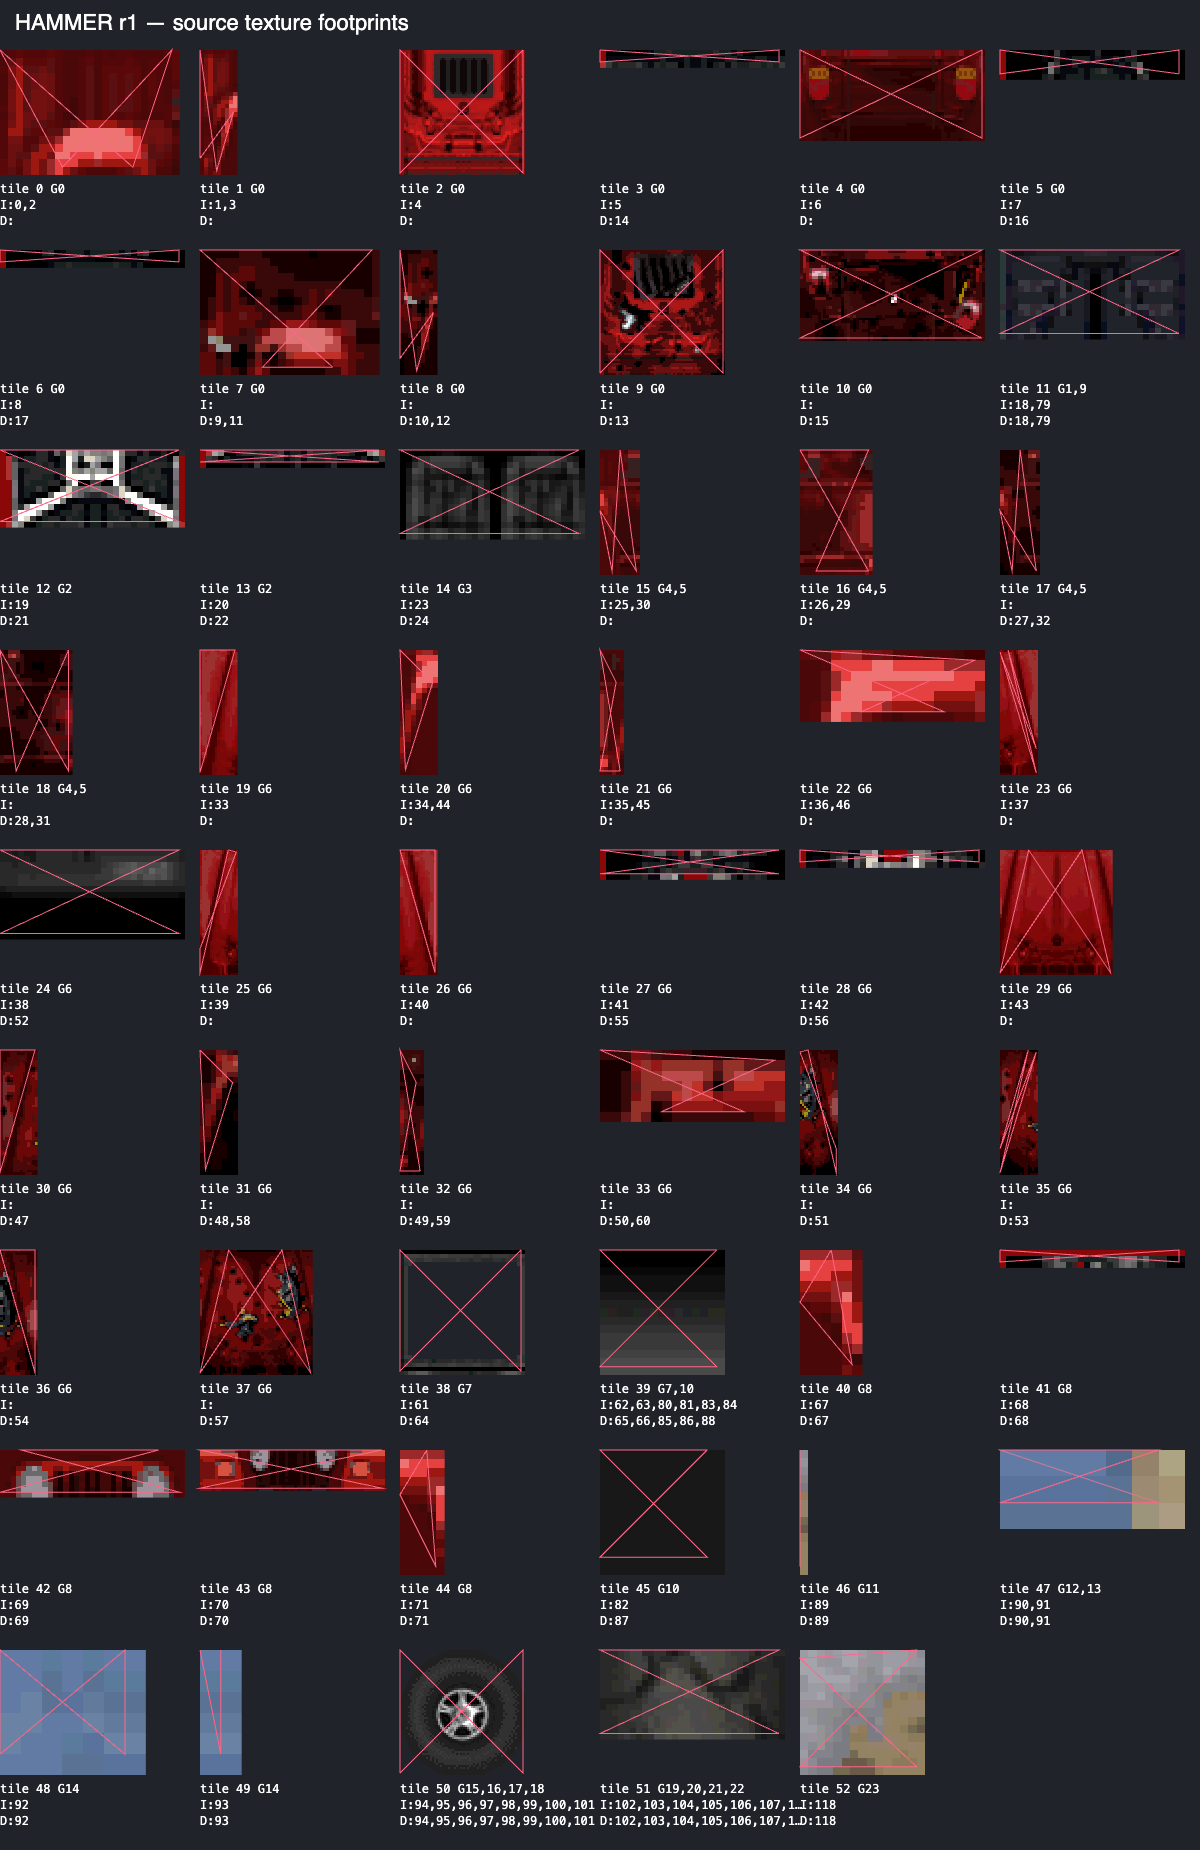 HAMMER r1 — source texture footprints
tile 0 G0
I:0,2
D:
tile 1 G0
I:1,3
D:
tile 2 G0
I:4
D:
tile 3 G0
I:5
D:14
tile 4 G0
I:6
D:
tile 5 G0
I:7
D:16
tile 6 G0
I:8
D:17
tile 7 G0
I:
D:9,11
tile 8 G0
I:
D:10,12
tile 9 G0
I:
D:13
tile 10 G0
I:
D:15
tile 11 G1,9
I:18,79
D:18,79
tile 12 G2
I:19
D:21
tile 13 G2
I:20
D:22
tile 14 G3
I:23
D:24
tile 15 G4,5
I:25,30
D:
tile 16 G4,5
I:26,29
D:
tile 17 G4,5
I:
D:27,32
tile 18 G4,5
I:
D:28,31
tile 19 G6
I:33
D:
tile 20 G6
I:34,44
D:
tile 21 G6
I:35,45
D:
tile 22 G6
I:36,46
D:
tile 23 G6
I:37
D:
tile 24 G6
I:38
D:52
tile 25 G6
I:39
D:
tile 26 G6
I:40
D:
tile 27 G6
I:41
D:55
tile 28 G6
I:42
D:56
tile 29 G6
I:43
D:
tile 30 G6
I:
D:47
tile 31 G6
I:
D:48,58
tile 32 G6
I:
D:49,59
tile 33 G6
I:
D:50,60
tile 34 G6
I:
D:51
tile 35 G6
I:
D:53
tile 36 G6
I:
D:54
tile 37 G6
I:
D:57
tile 38 G7
I:61
D:64
tile 39 G7,10
I:62,63,80,81,83,84
D:65,66,85,86,88
tile 40 G8
I:67
D:67
tile 41 G8
I:68
D:68
tile 42 G8
I:69
D:69
tile 43 G8
I:70
D:70
tile 44 G8
I:71
D:71
tile 45 G10
I:82
D:87
tile 46 G11
I:89
D:89
tile 47 G12,13
I:90,91
D:90,91
tile 48 G14
I:92
D:92
tile 49 G14
I:93
D:93
tile 50 G15,16,17,18
I:94,95,96,97,98,99,100,101
D:94,95,96,97,98,99,100,101
tile 51 G19,20,21,22
I:102,103,104,105,106,107,1…
D:102,103,104,105,106,107,1…
tile 52 G23
I:118
D:118